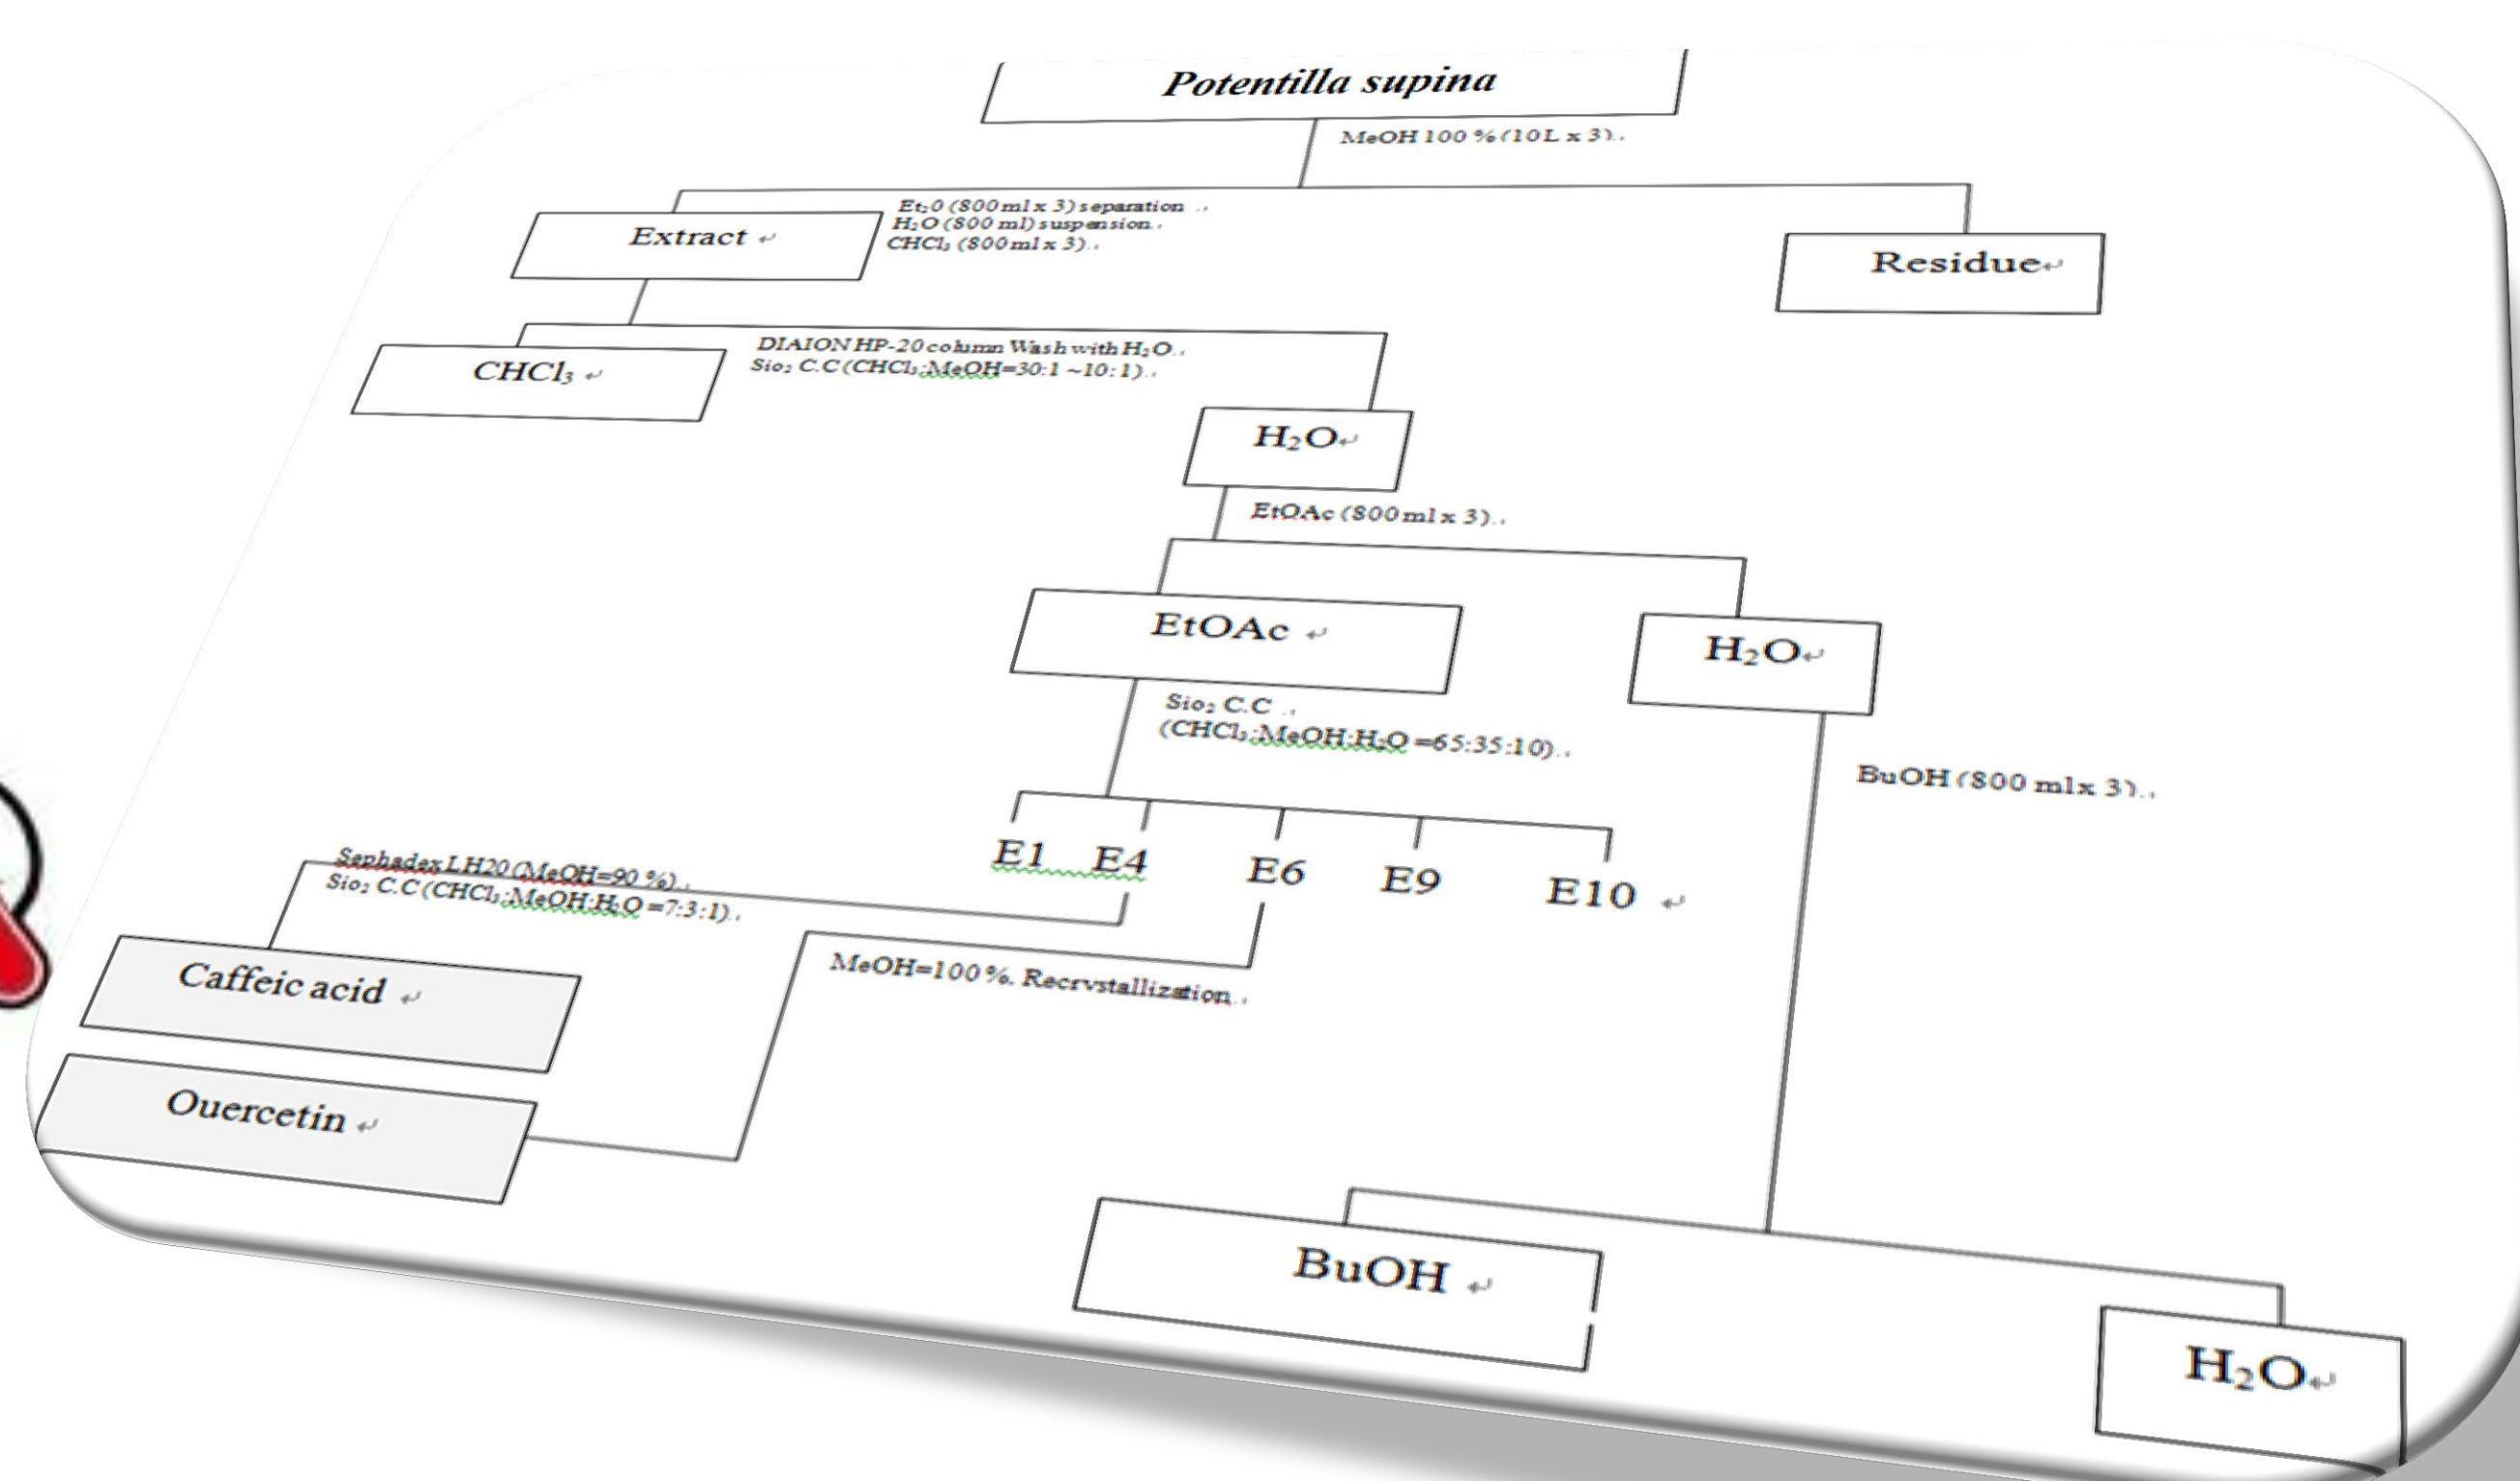 Potentilla supina
MeOH 100 % (10 L x 3).
Et₂0 (800 ml x 3) separation .
H₂O (800 ml) suspension.
CHCl₃ (800 ml x 3).
Extract
Residue
DIAION HP-20 column Wash with H₂O.
Sio₂ C.C (CHCl₃:MeOH=30:1 ~10:1).
CHCl₃
H₂O
EtOAc (800 ml x 3).
EtOAc
H₂O
Sio₂ C.C .
(CHCl₃:MeOH:H₂O =65:35:10).
BuOH (800 ml x 3).
E1 E4 E6 E9 E10
Sephadex LH20 (MeOH=90 %).
Sio₂ C.C (CHCl₃:MeOH:H₂O =7:3:1).
MeOH=100 %. Recrystallization.
Caffeic acid
Quercetin
BuOH
H₂O